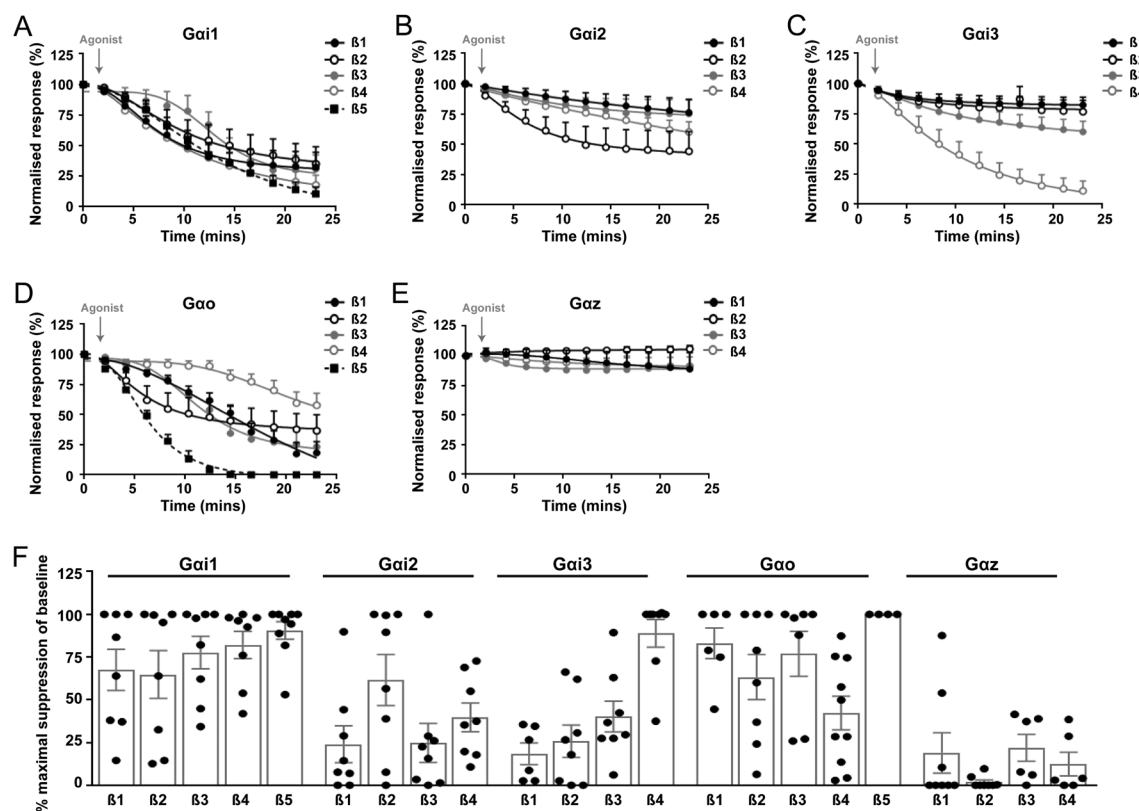 A
Gαi1
Agonist
Normalised response (%)
125
100
75
50
25
0
0 5 10 15 20 25
Time (mins)
ß1
ß2
ß3
ß4
ß5
B
Gαi2
Agonist
Normalised response (%)
125
100
75
50
25
0
0 5 10 15 20 25
Time (mins)
ß1
ß2
ß3
ß4
C
Gαi3
Agonist
Normalised response (%)
125
100
75
50
25
0
0 5 10 15 20 25
Time (mins)
D
Gαo
Agonist
Normalised response (%)
125
100
75
50
25
0
0 5 10 15 20 25
Time (mins)
ß1
ß2
ß3
ß4
ß5
E
Gαz
Agonist
Normalised response (%)
125
100
75
50
25
0
0 5 10 15 20 25
Time (mins)
ß1
ß2
ß3
ß4
F
Gαi1 Gαi2 Gαi3 Gαo Gαz
% maximal suppression of baseline
125
100
75
50
25
0
ß1 ß2 ß3 ß4 ß5 ß1 ß2 ß3 ß4 ß1 ß2 ß3 ß4 ß1 ß2 ß3 ß4 ß5 ß1 ß2 ß3 ß4